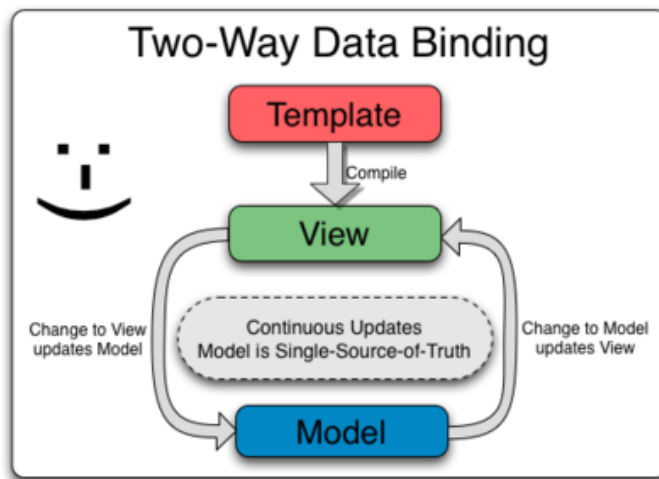 Two-Way Data Binding
Template
Compile
View
Change to View
updates Model
Continuous Updates
Model is Single-Source-of-Truth
Change to Model
updates View
Model